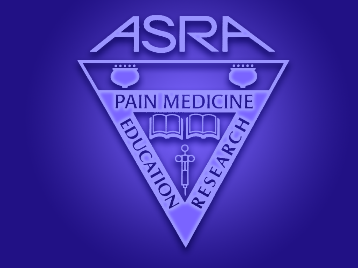 ASRA
PAIN MEDICINE
EDUCATION
RESEARCH